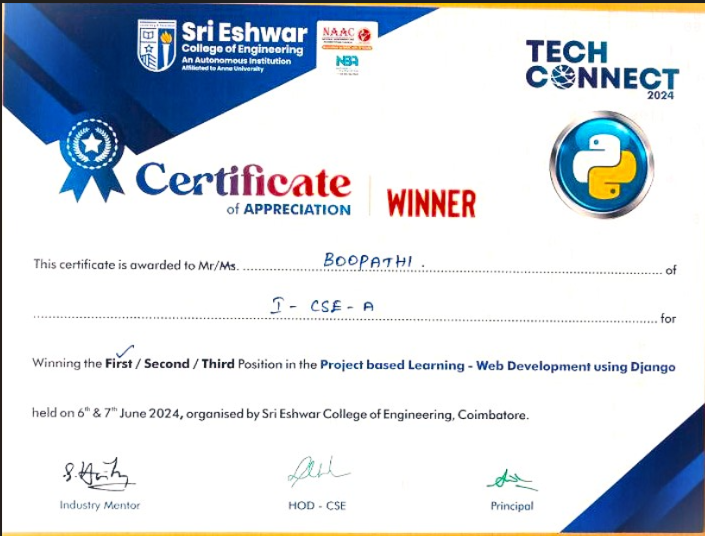 Sri Eshwar
College of Engineering
An Autonomous Institution
Affiliated to Anna University
NAAC
NBA
TECH
CONNECT
2024
Certificate
of APPRECIATION
WINNER
This certificate is awarded to Mr/Ms. BOOPATHI. of
I - CSE - A for
Winning the First / Second / Third Position in the Project based Learning - Web Development using Django
held on 6th & 7th June 2024, organised by Sri Eshwar College of Engineering, Coimbatore.
Industry Mentor
HOD - CSE
Principal